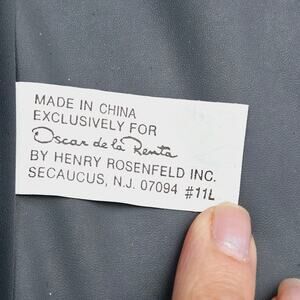 MADE IN CHINA
EXCLUSIVELY FOR
Oscar de la Renta
BY HENRY ROSENFELD INC.
SECAUCUS, N.J. 07094 #11L